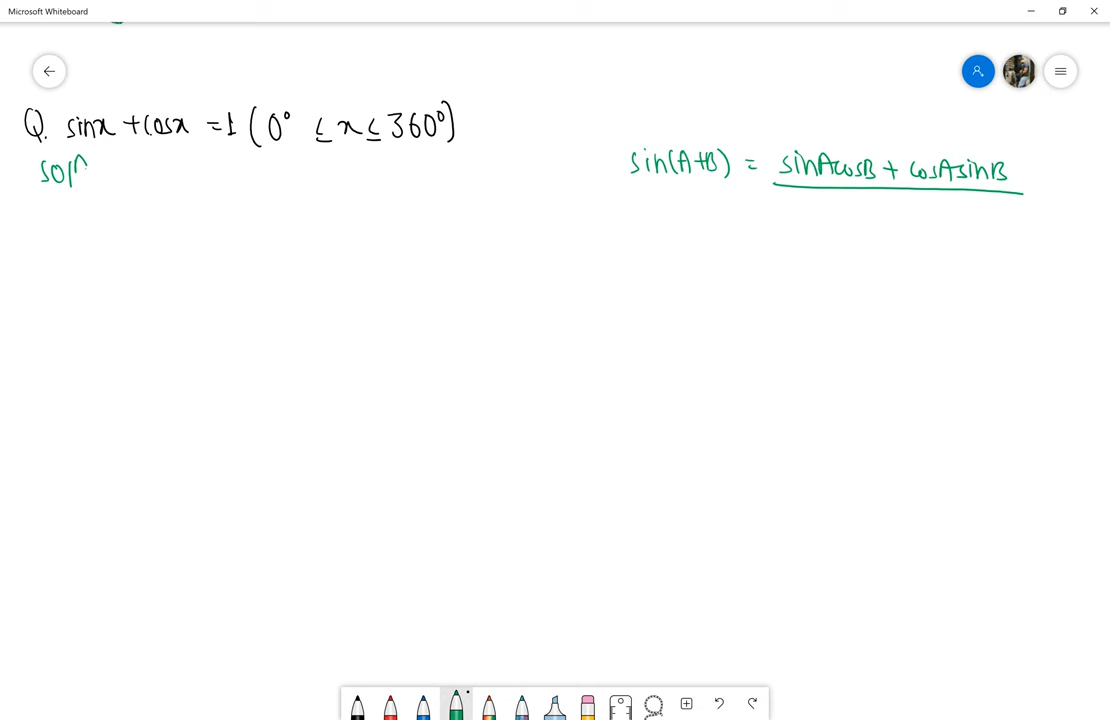 Microsoft Whiteboard
Q. sinx + cosx = 1 (0° ≤ x ≤ 360°)
sin(A+B) = sinAcosB + cosAsinB
sol^n